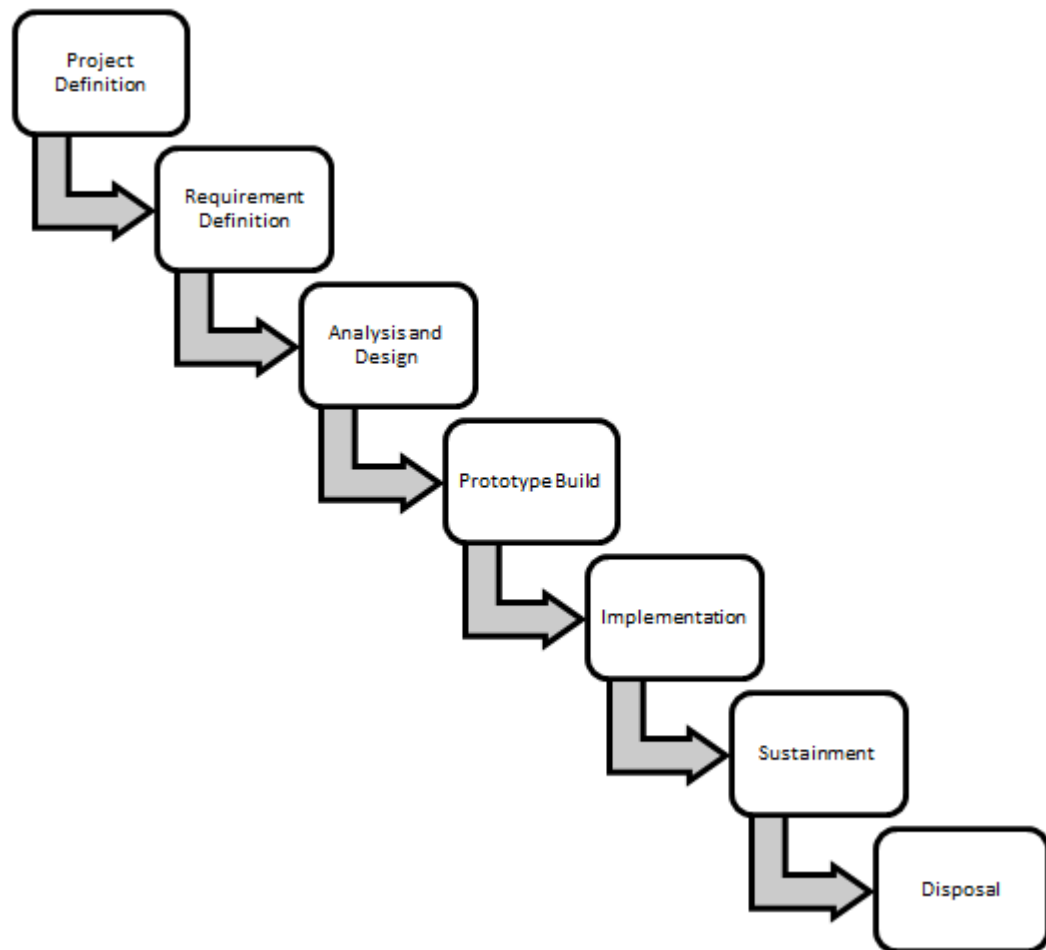 Project
Definition
Requirement
Definition
Analysis and
Design
Prototype Build
Implementation
Sustainment
Disposal